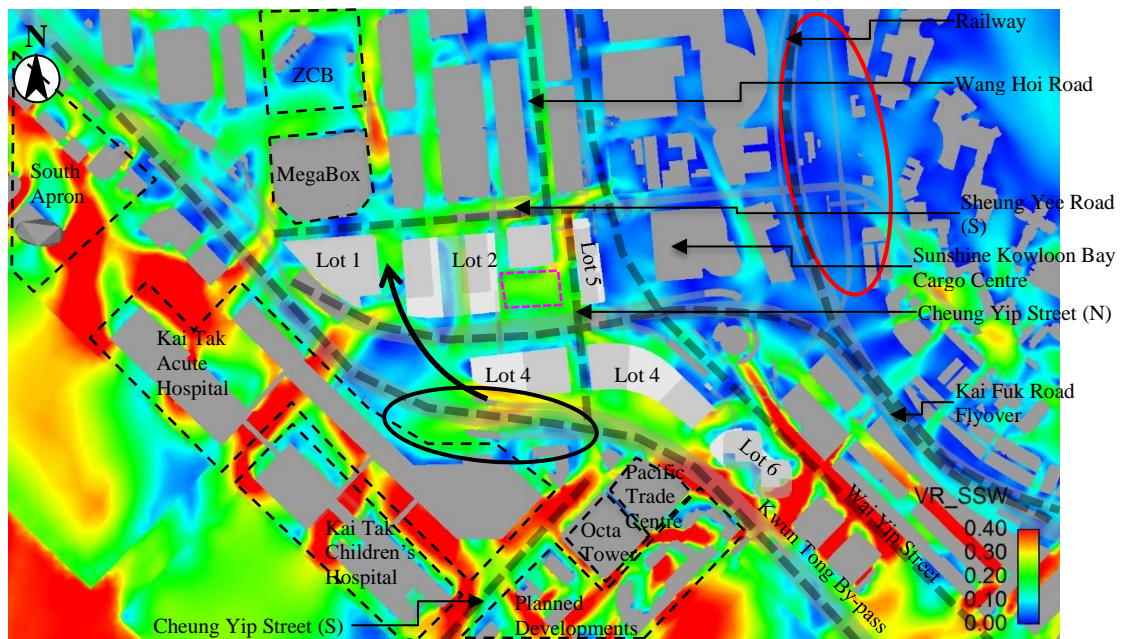 N
ZCB
Railway
Wang Hoi Road
South
Apron
MegaBox
Sheung Yee Road
(S)
Lot 1
Lot 2
Lot 5
Sunshine Kowloon Bay
Cargo Centre
Cheung Yip Street (N)
Kai Tak
Acute
Hospital
Lot 4
Lot 4
Kai Fuk Road
Flyover
Lot 6
Pacific
Trade
Centre
Octa
Tower
Kwun Tong By-pass
Wai Yip Street
VR_SSW
0.40
0.30
0.20
0.10
0.00
Kai Tak
Children's
Hospital
Planned
Developments
Cheung Yip Street (S)